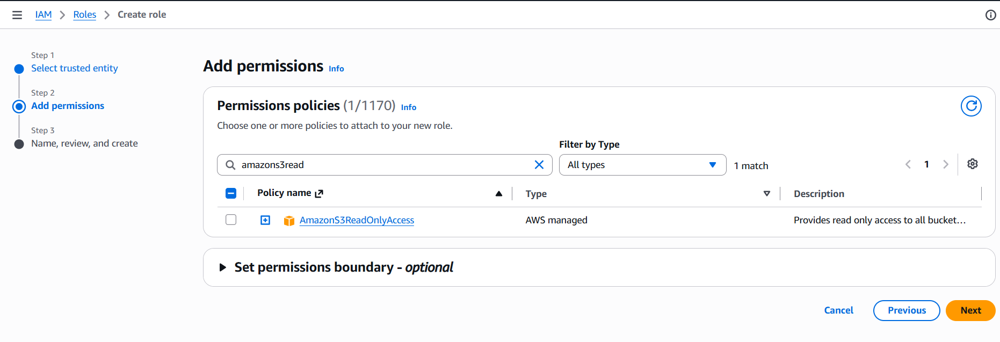 IAM > Roles > Create role
Step 1
Select trusted entity
Step 2
Add permissions
Step 3
Name, review, and create
Add permissions Info
Permissions policies (1/1170) Info
Choose one or more policies to attach to your new role.
Filter by Type
amazons3read
All types
1 match
1
Policy name
Type
Description
AmazonS3ReadOnlyAccess
AWS managed
Provides read only access to all bucket...
Set permissions boundary - optional
Cancel
Previous
Next